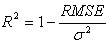 R² = 1 − RMSE / σ²